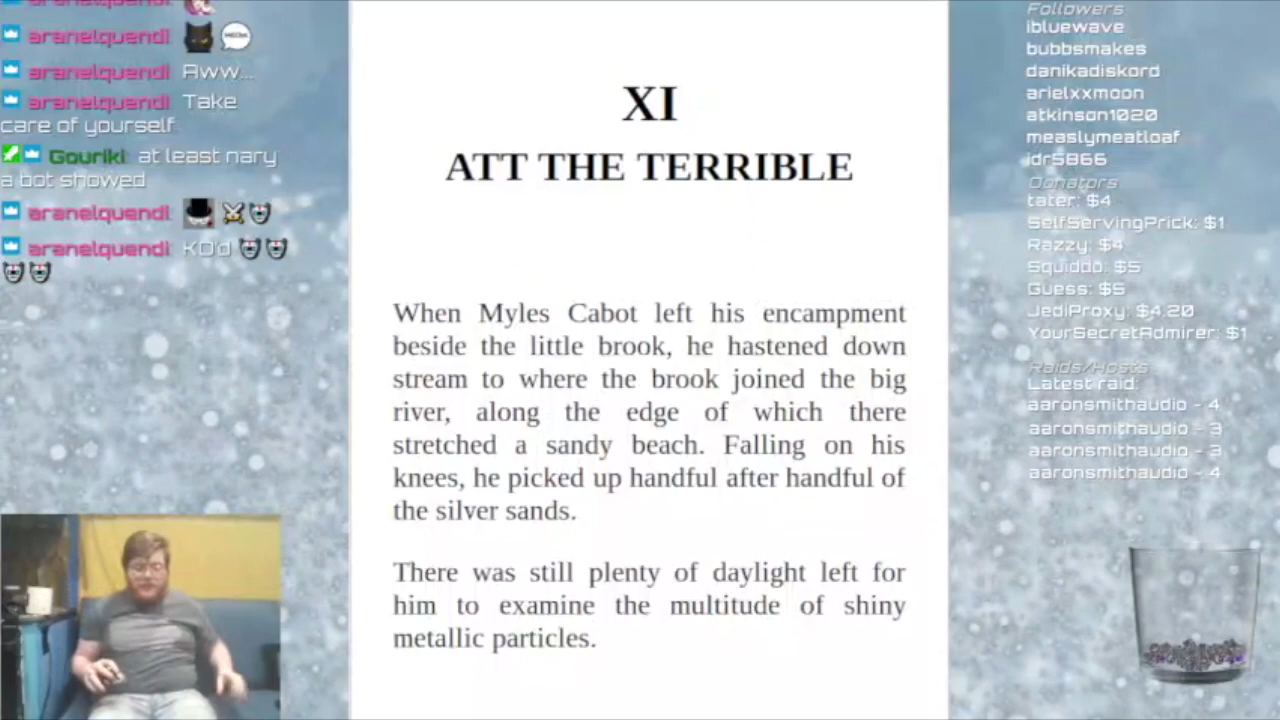 aranelquendi:
aranelquendi:
aranelquendi: Aww...
aranelquendi: Take
care of yourself
Gouriki: at least nary
a bot showed
aranelquendi:
aranelquendi: KO'd
XI
ATT THE TERRIBLE
When Myles Cabot left his encampment
beside the little brook, he hastened down
stream to where the brook joined the big
river, along the edge of which there
stretched a sandy beach. Falling on his
knees, he picked up handful after handful of
the silver sands.
There was still plenty of daylight left for
him to examine the multitude of shiny
metallic particles.
Followers
ibluewave
bubbsmakes
danikadiskord
arielxxmoon
atkinson1020
measlymeatloaf
idr5866
Donators
tater: $4
SelfServingPrick: $1
Razzy: $4
Squiddo: $5
Guess: $5
JediProxy: $4.20
YourSecretAdmirer: $1
Raids/Hosts
Latest raid:
aaronsmithaudio - 4
aaronsmithaudio - 3
aaronsmithaudio - 3
aaronsmithaudio - 4